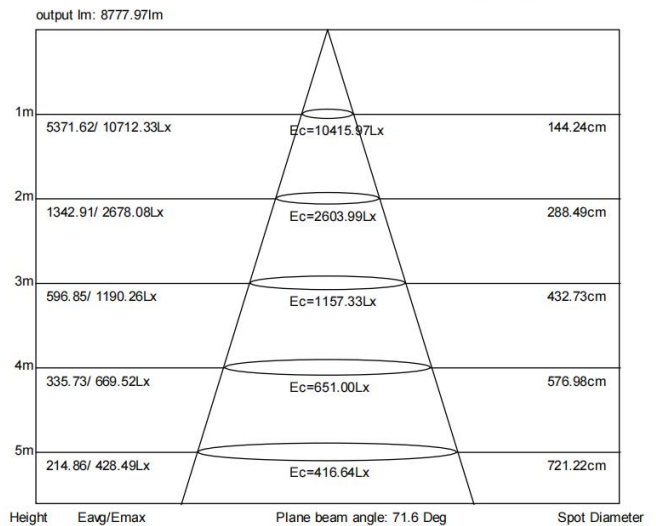 output lm: 8777.97lm
1m
5371.62/ 10712.33Lx
Ec=10415.97Lx
144.24cm
2m
1342.91/ 2678.08Lx
Ec=2603.99Lx
288.49cm
3m
596.85/ 1190.26Lx
Ec=1157.33Lx
432.73cm
4m
335.73/ 669.52Lx
Ec=651.00Lx
576.98cm
5m
214.86/ 428.49Lx
Ec=416.64Lx
721.22cm
Height Eavg/Emax Plane beam angle: 71.6 Deg Spot Diameter